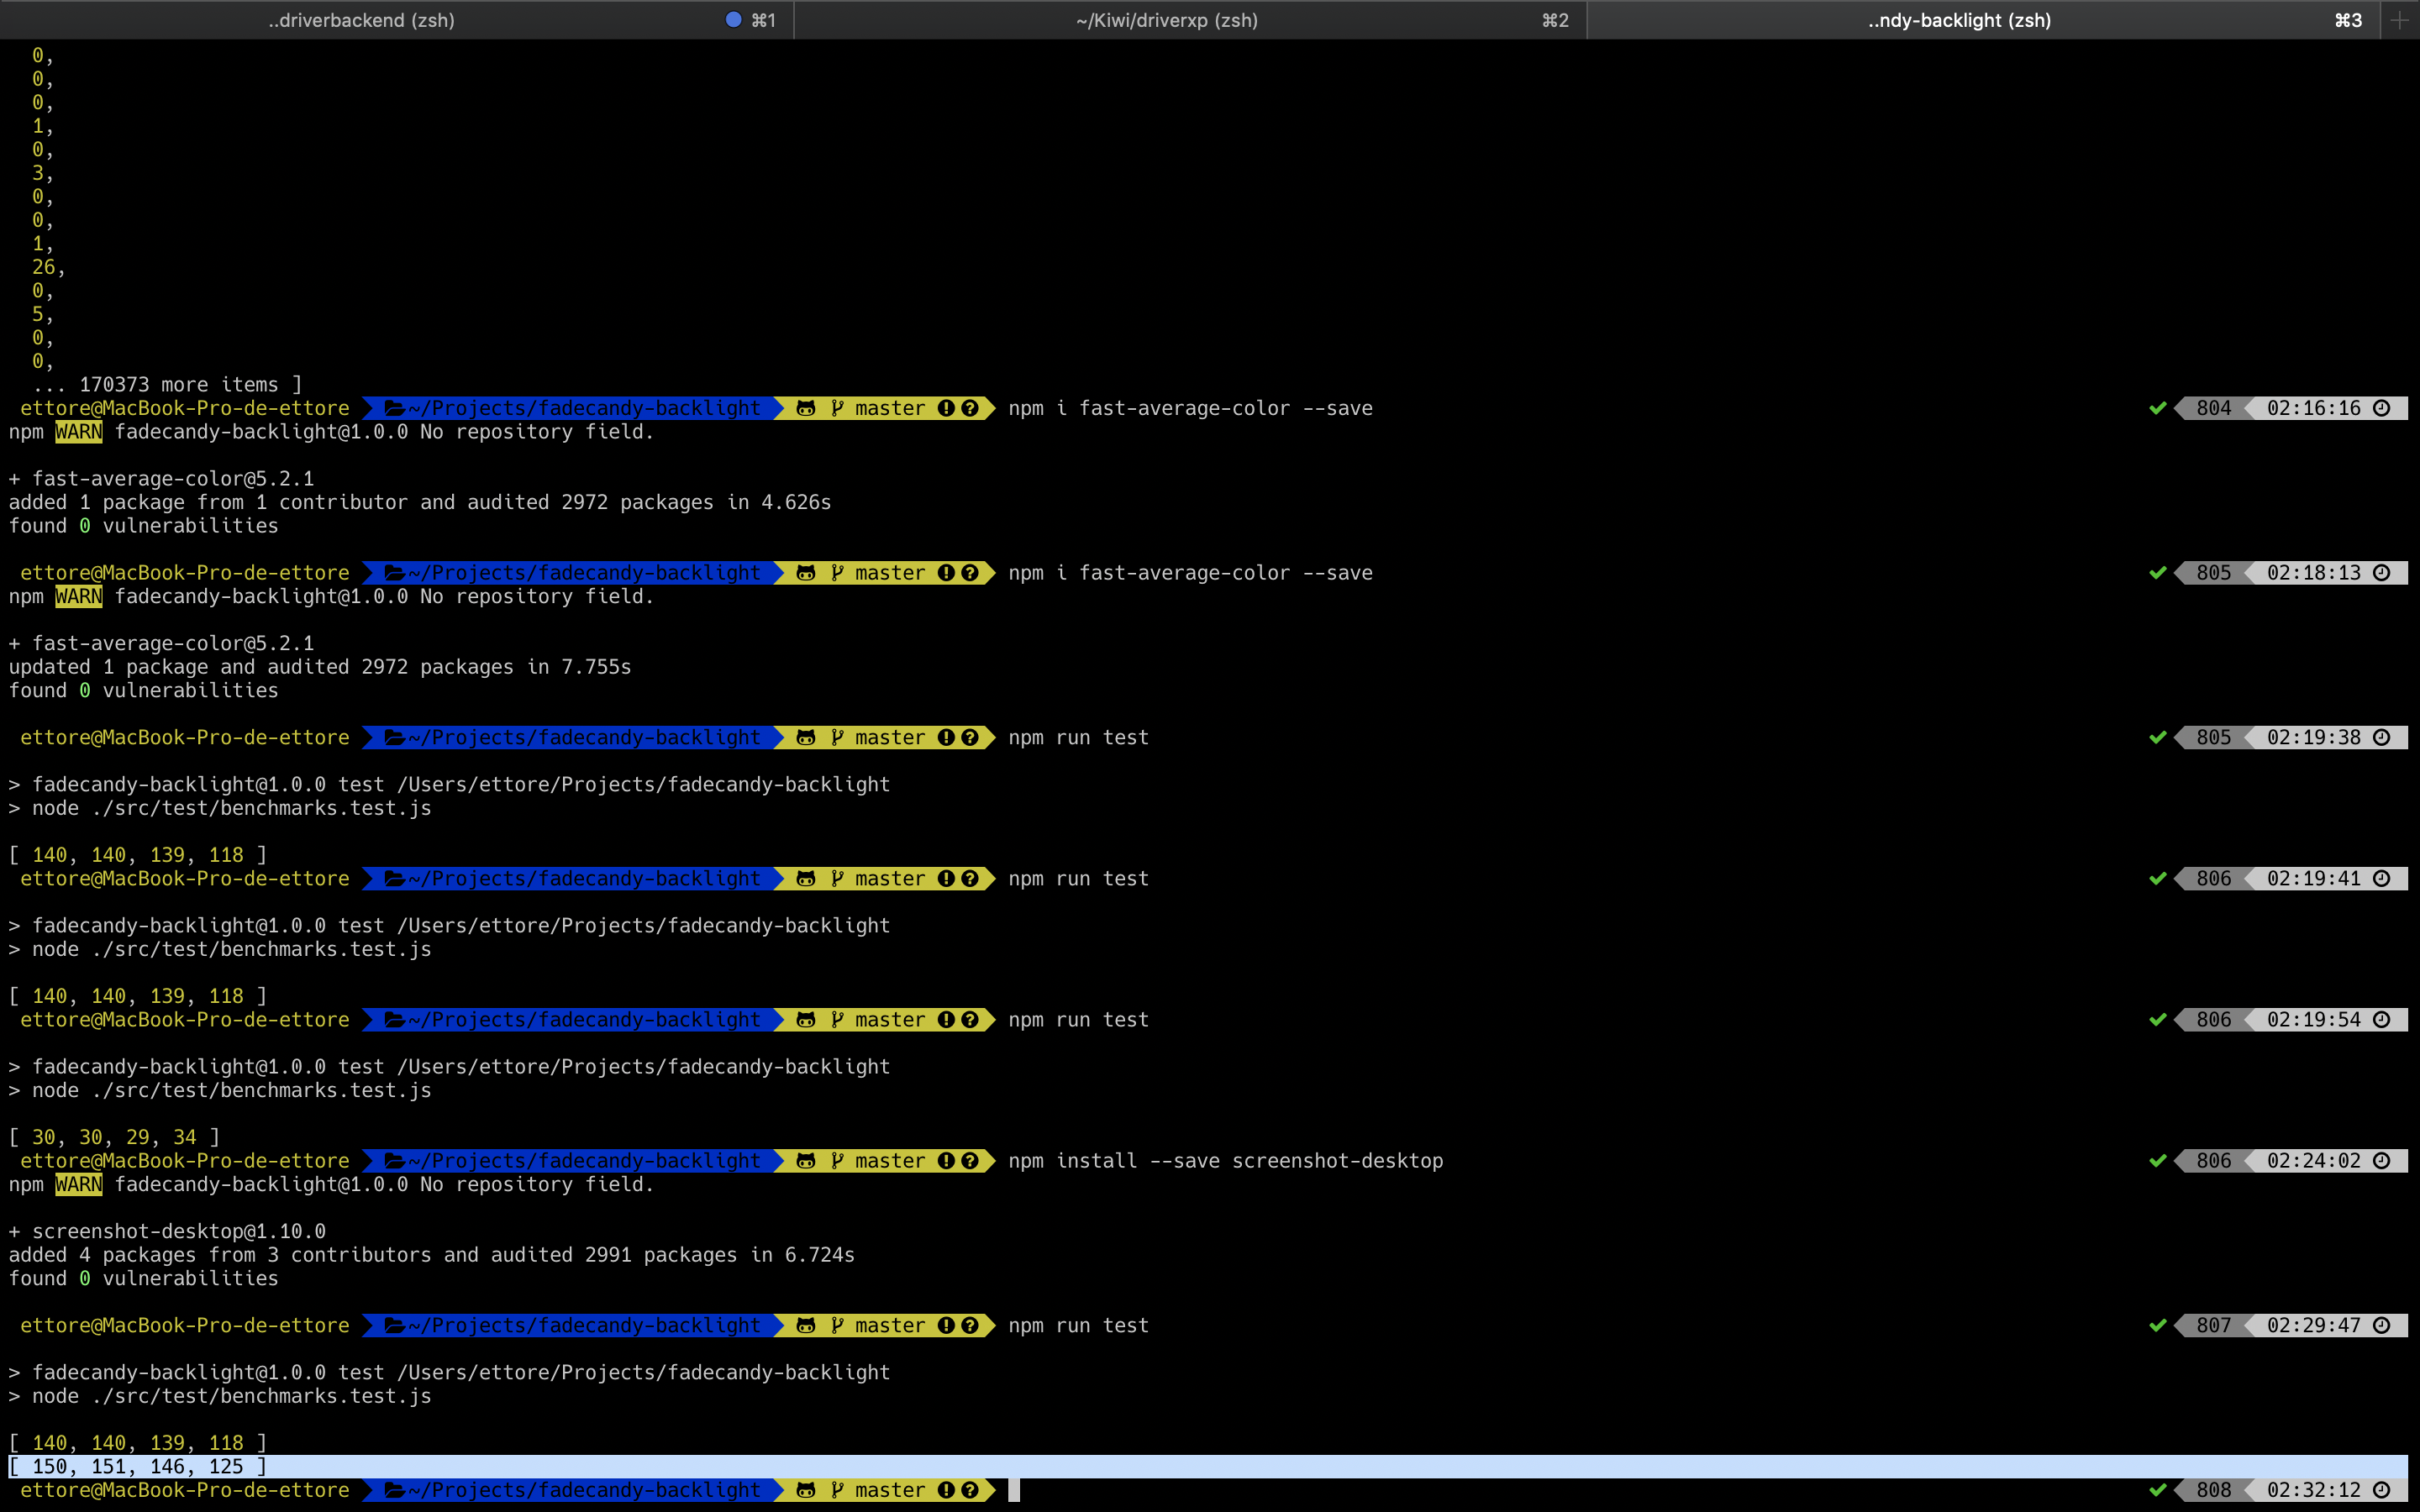 ..driverbackend (zsh) ⌘1 ~/Kiwi/driverxp (zsh) ⌘2 ..ndy-backlight (zsh) ⌘3 +
0,
0,
0,
1,
0,
3,
0,
0,
1,
26,
0,
5,
0,
0,
... 170373 more items ]
ettore@MacBook-Pro-de-ettore ~/Projects/fadecandy-backlight master npm i fast-average-color --save ✔ 804 02:16:16
npm WARN fadecandy-backlight@1.0.0 No repository field.
+ fast-average-color@5.2.1
added 1 package from 1 contributor and audited 2972 packages in 4.626s
found 0 vulnerabilities
ettore@MacBook-Pro-de-ettore ~/Projects/fadecandy-backlight master npm i fast-average-color --save ✔ 805 02:18:13
npm WARN fadecandy-backlight@1.0.0 No repository field.
+ fast-average-color@5.2.1
updated 1 package and audited 2972 packages in 7.755s
found 0 vulnerabilities
ettore@MacBook-Pro-de-ettore ~/Projects/fadecandy-backlight master npm run test ✔ 805 02:19:38
> fadecandy-backlight@1.0.0 test /Users/ettore/Projects/fadecandy-backlight
> node ./src/test/benchmarks.test.js
[ 140, 140, 139, 118 ]
ettore@MacBook-Pro-de-ettore ~/Projects/fadecandy-backlight master npm run test ✔ 806 02:19:41
> fadecandy-backlight@1.0.0 test /Users/ettore/Projects/fadecandy-backlight
> node ./src/test/benchmarks.test.js
[ 140, 140, 139, 118 ]
ettore@MacBook-Pro-de-ettore ~/Projects/fadecandy-backlight master npm run test ✔ 806 02:19:54
> fadecandy-backlight@1.0.0 test /Users/ettore/Projects/fadecandy-backlight
> node ./src/test/benchmarks.test.js
[ 30, 30, 29, 34 ]
ettore@MacBook-Pro-de-ettore ~/Projects/fadecandy-backlight master npm install --save screenshot-desktop ✔ 806 02:24:02
npm WARN fadecandy-backlight@1.0.0 No repository field.
+ screenshot-desktop@1.10.0
added 4 packages from 3 contributors and audited 2991 packages in 6.724s
found 0 vulnerabilities
ettore@MacBook-Pro-de-ettore ~/Projects/fadecandy-backlight master npm run test ✔ 807 02:29:47
> fadecandy-backlight@1.0.0 test /Users/ettore/Projects/fadecandy-backlight
> node ./src/test/benchmarks.test.js
[ 140, 140, 139, 118 ]
[ 150, 151, 146, 125 ]
ettore@MacBook-Pro-de-ettore ~/Projects/fadecandy-backlight master ✔ 808 02:32:12